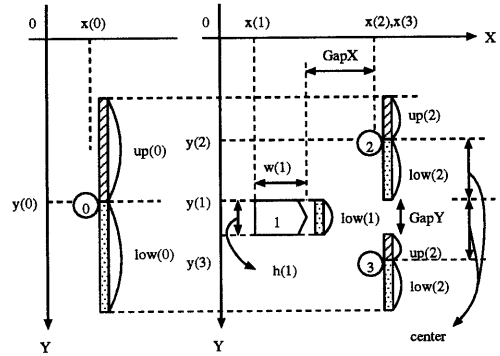 0
x(0)
0
x(1)
x(2),x(3)
X
GapX
up(2)
up(0)
y(2)
2
w(1)
low(2)
y(0)
0
y(1)
1
low(1)
GapY
low(0)
y(3)
up(2)
3
low(2)
h(1)
center
Y
Y